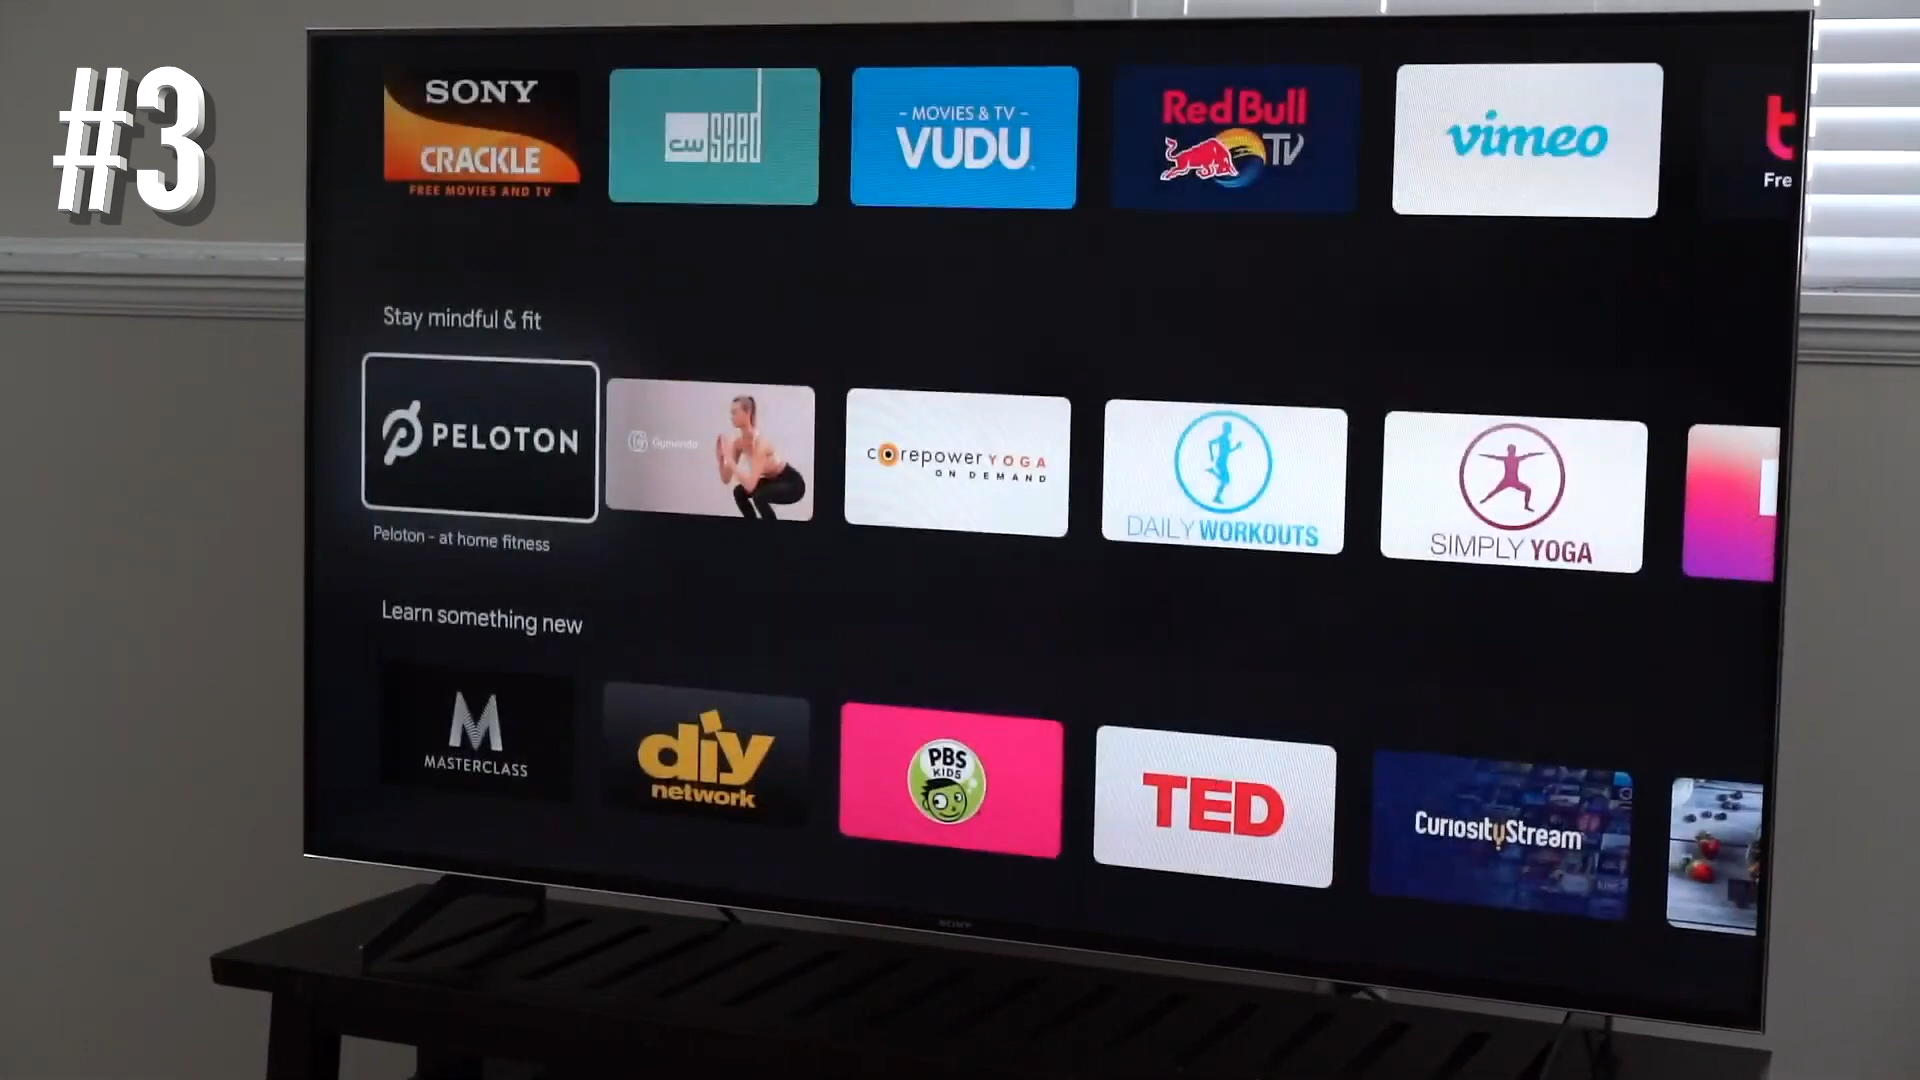 #3
SONY
CRACKLE
FREE MOVIES AND TV
cw seed
- MOVIES & TV -
VUDU
Red Bull
TV
vimeo
t
Fre
Stay mindful & fit
PELOTON
Gymondo
corepower YOGA
ON DEMAND
DAILY WORKOUTS
SIMPLY YOGA
Peloton - at home fitness
Learn something new
M
MASTERCLASS
diy
network
PBS
KIDS
TED
CuriosityStream
SONY